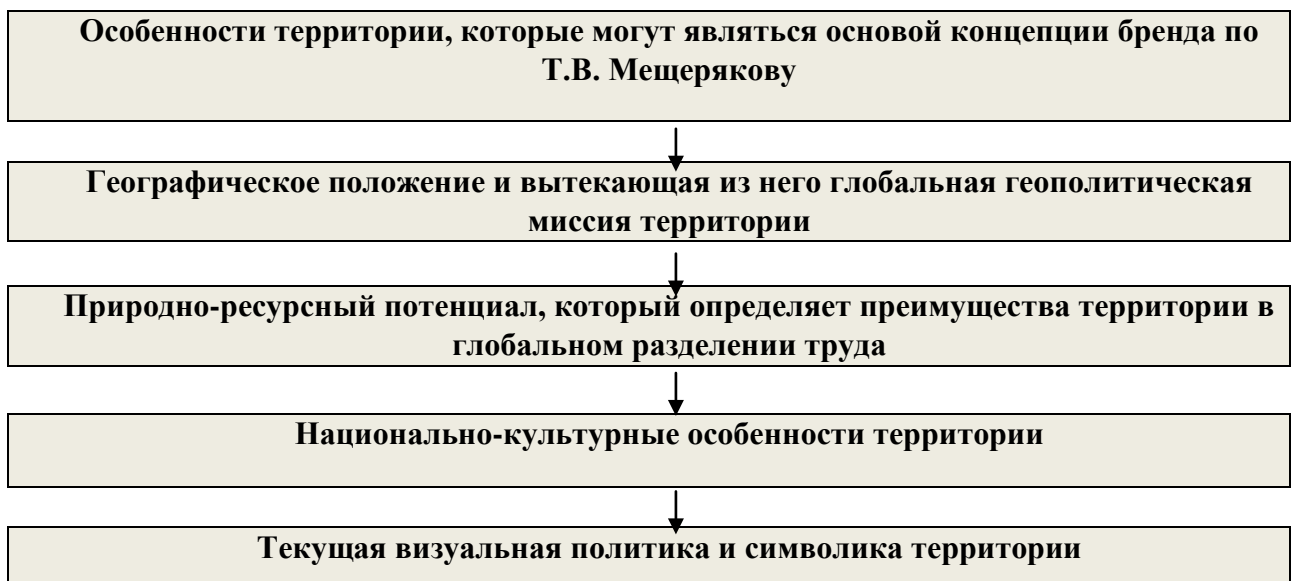 Особенности территории, которые могут являться основой концепции бренда по
Т.В. Мещерякову
Географическое положение и вытекающая из него глобальная геополитическая
миссия территории
Природно-ресурсный потенциал, который определяет преимущества территории в
глобальном разделении труда
Национально-культурные особенности территории
Текущая визуальная политика и символика территории